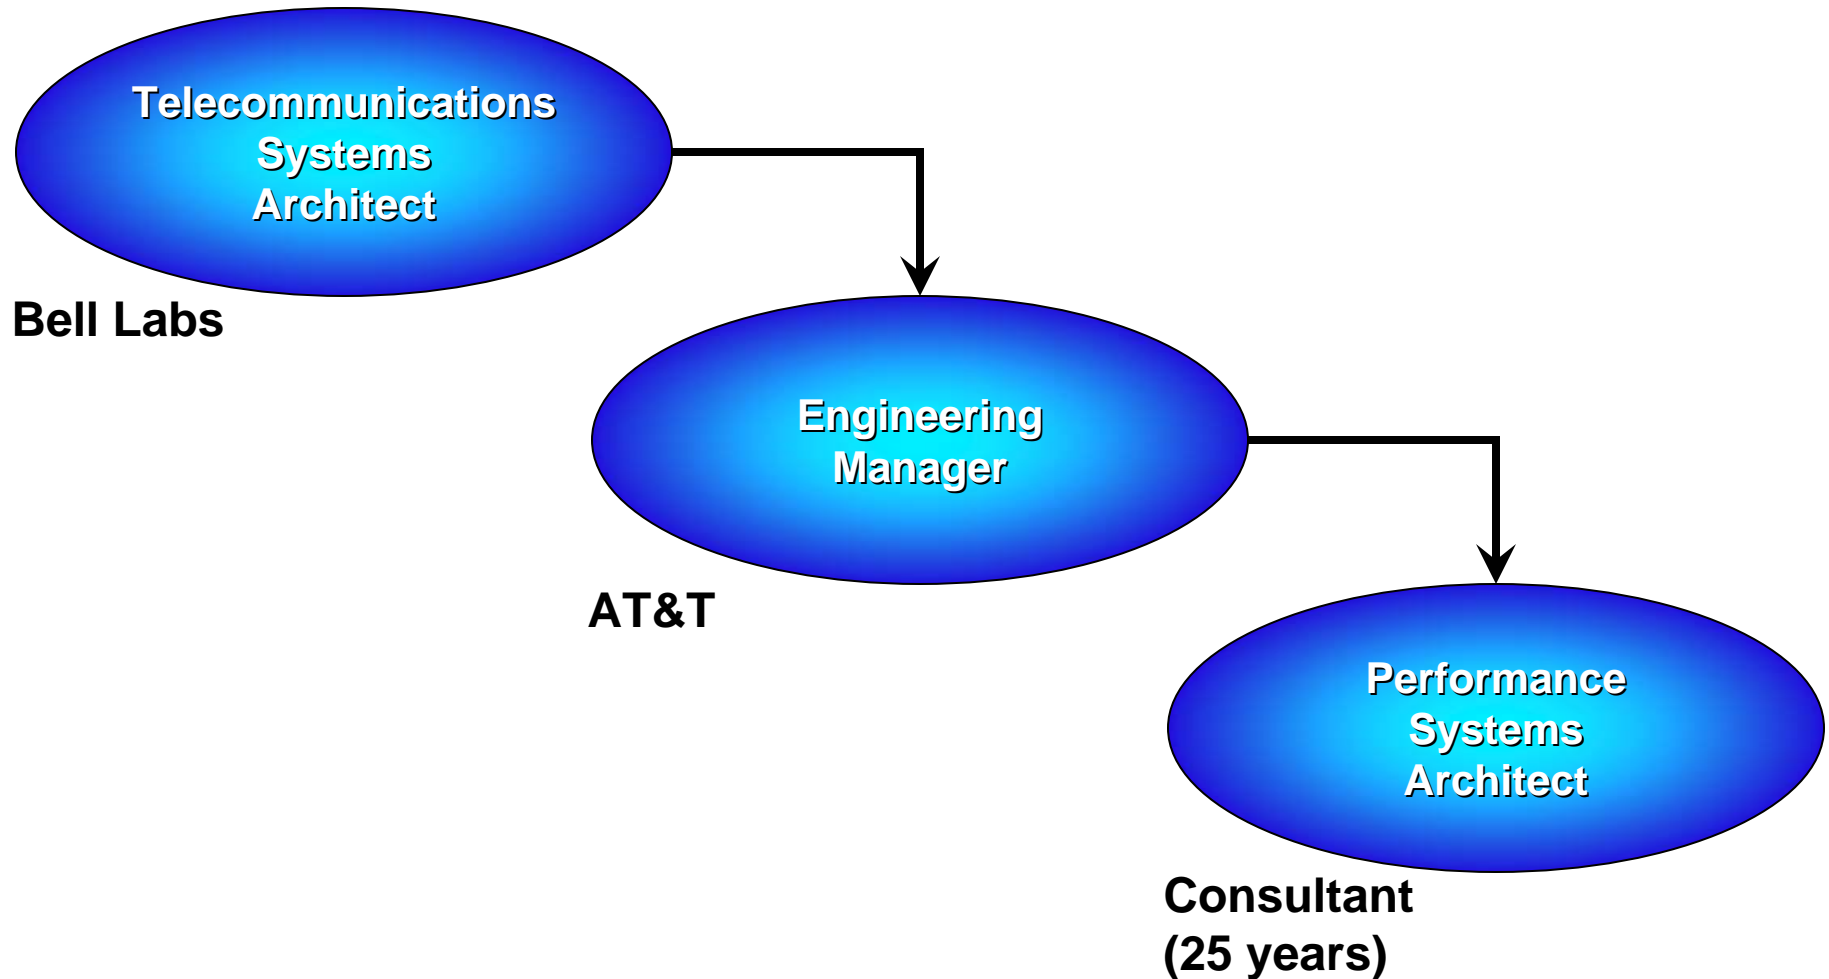 Telecommunications
Systems
Architect
Bell Labs
Engineering
Manager
AT&T
Performance
Systems
Architect
Consultant
(25 years)